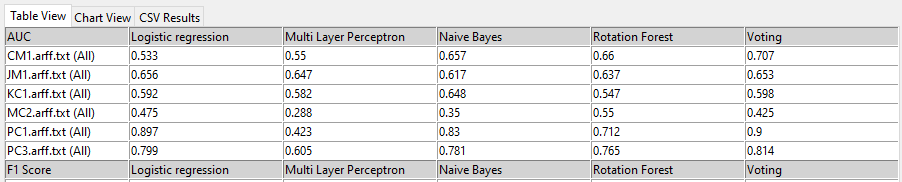 Table View Chart View CSV Results
AUC Logistic regression Multi Layer Perceptron Naive Bayes Rotation Forest Voting
CM1.arff.txt (All) 0.533 0.55 0.657 0.66 0.707
JM1.arff.txt (All) 0.656 0.647 0.617 0.637 0.653
KC1.arff.txt (All) 0.592 0.582 0.648 0.547 0.598
MC2.arff.txt (All) 0.475 0.288 0.35 0.55 0.425
PC1.arff.txt (All) 0.897 0.423 0.83 0.712 0.9
PC3.arff.txt (All) 0.799 0.605 0.781 0.765 0.814
F1 Score Logistic regression Multi Layer Perceptron Naive Bayes Rotation Forest Voting